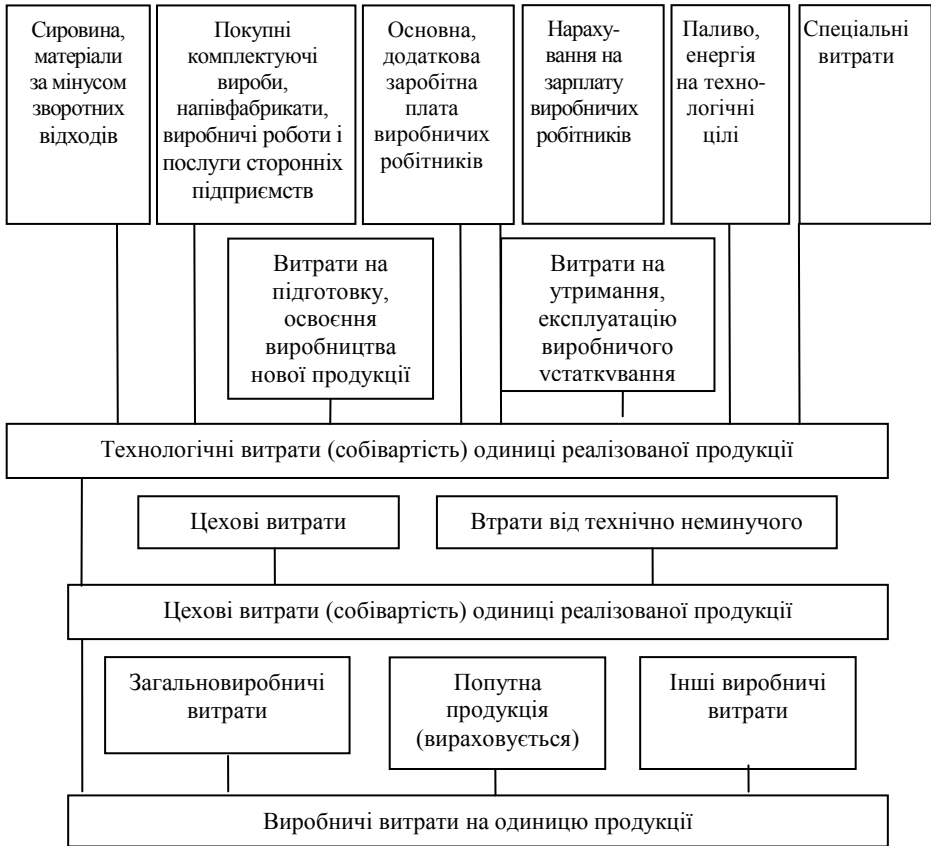 Сировина,
матеріали
за мінусом
зворотних
відходів
Покупні
комплектуючі
вироби,
напівфабрикати,
виробничі роботи і
послуги сторонніх
підприємств
Основна,
додаткова
заробітна
плата
виробничих
робітників
Нараху-
вання на
зарплату
виробничих
робітників
Паливо,
енергія
на техно-
логічні
цілі
Спеціальні
витрати
Витрати на
підготовку,
освоєння
виробництва
нової продукції
Витрати на
утримання,
експлуатацію
виробничого
устаткування
Технологічні витрати (собівартість) одиниці реалізованої продукції
Цехові витрати
Втрати від технічно неминучого
Цехові витрати (собівартість) одиниці реалізованої продукції
Загальновиробничі
витрати
Попутна
продукція
(вираховується)
Інші виробничі
витрати
Виробничі витрати на одиницю продукції